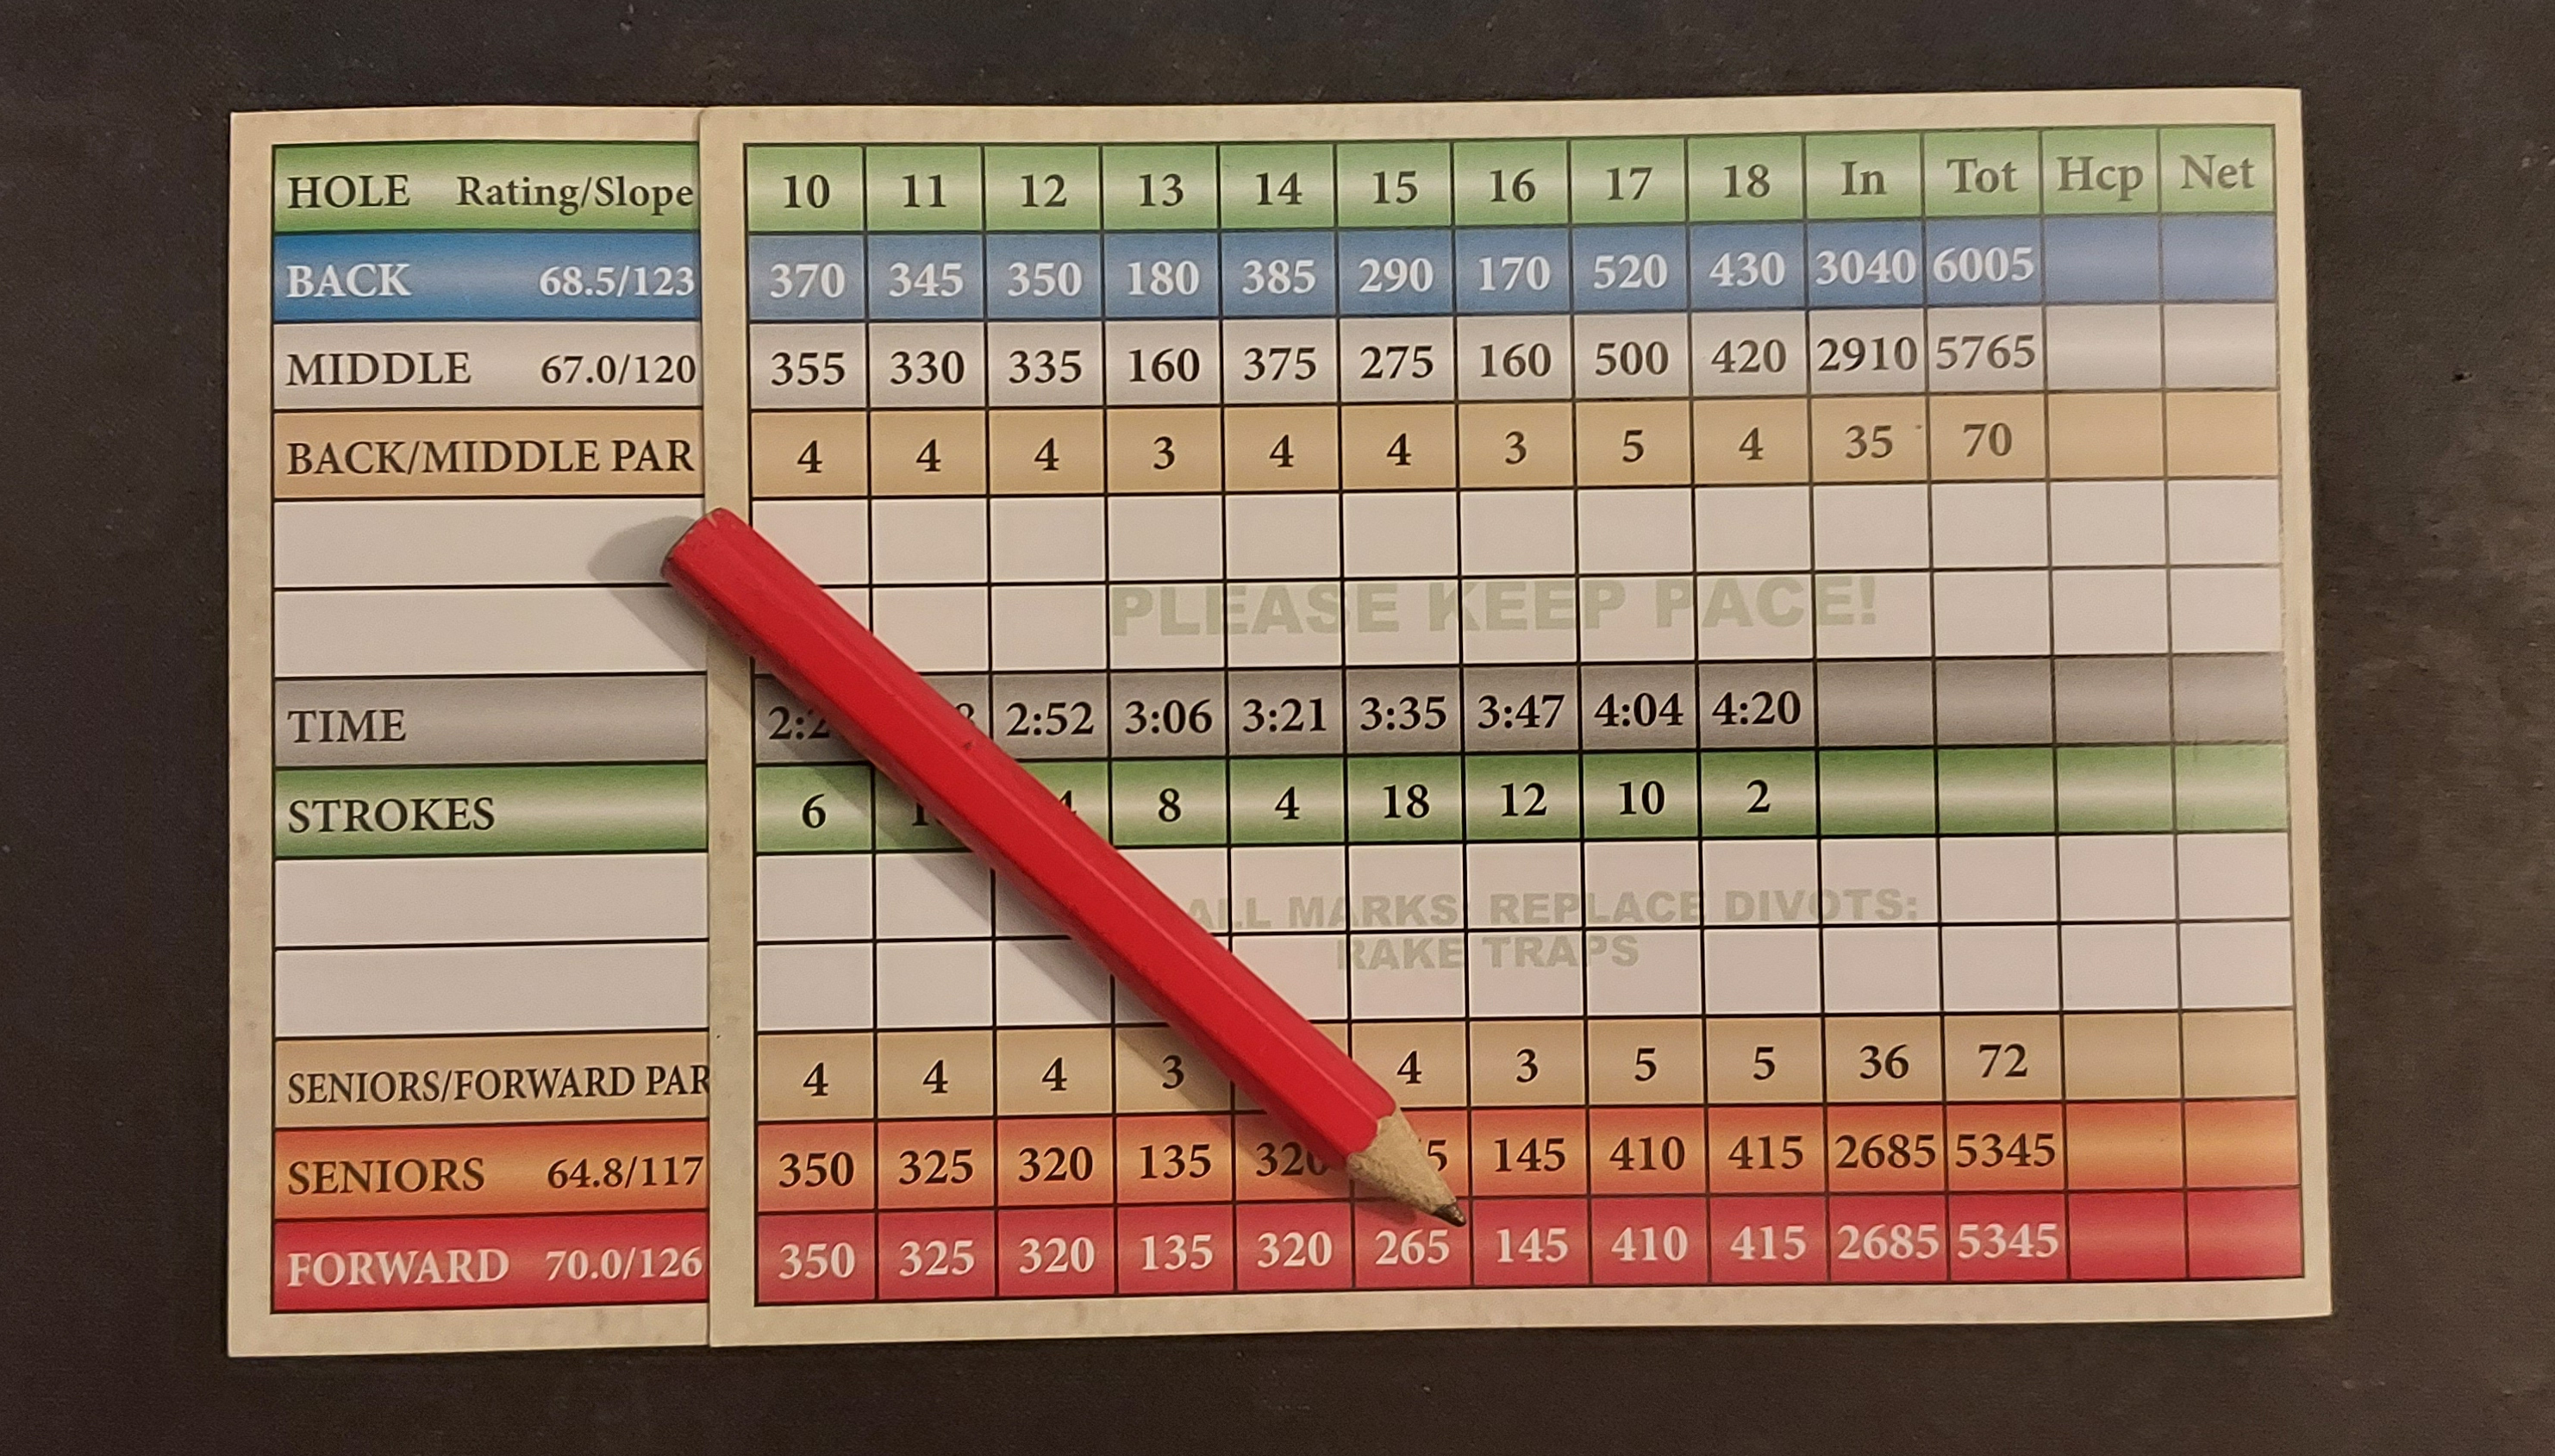 HOLE Rating/Slope 10 11 12 13 14 15 16 17 18 In Tot Hcp Net
BACK 68.5/123 370 345 350 180 385 290 170 520 430 3040 6005
MIDDLE 67.0/120 355 330 335 160 375 275 160 500 420 2910 5765
BACK/MIDDLE PAR 4 4 4 3 4 4 3 5 4 35 70
PLEASE KEEP PACE!
TIME 2:52 3:06 3:21 3:35 3:47 4:04 4:20
STROKES 6 8 4 18 12 10 2
ALL MARKS: REPLACE DIVOTS:
RAKE TRAPS
SENIORS/FORWARD PAR 4 4 4 3 4 3 5 5 36 72
SENIORS 64.8/117 350 325 320 135 320 145 410 415 2685 5345
FORWARD 70.0/126 350 325 320 135 320 265 145 410 415 2685 5345